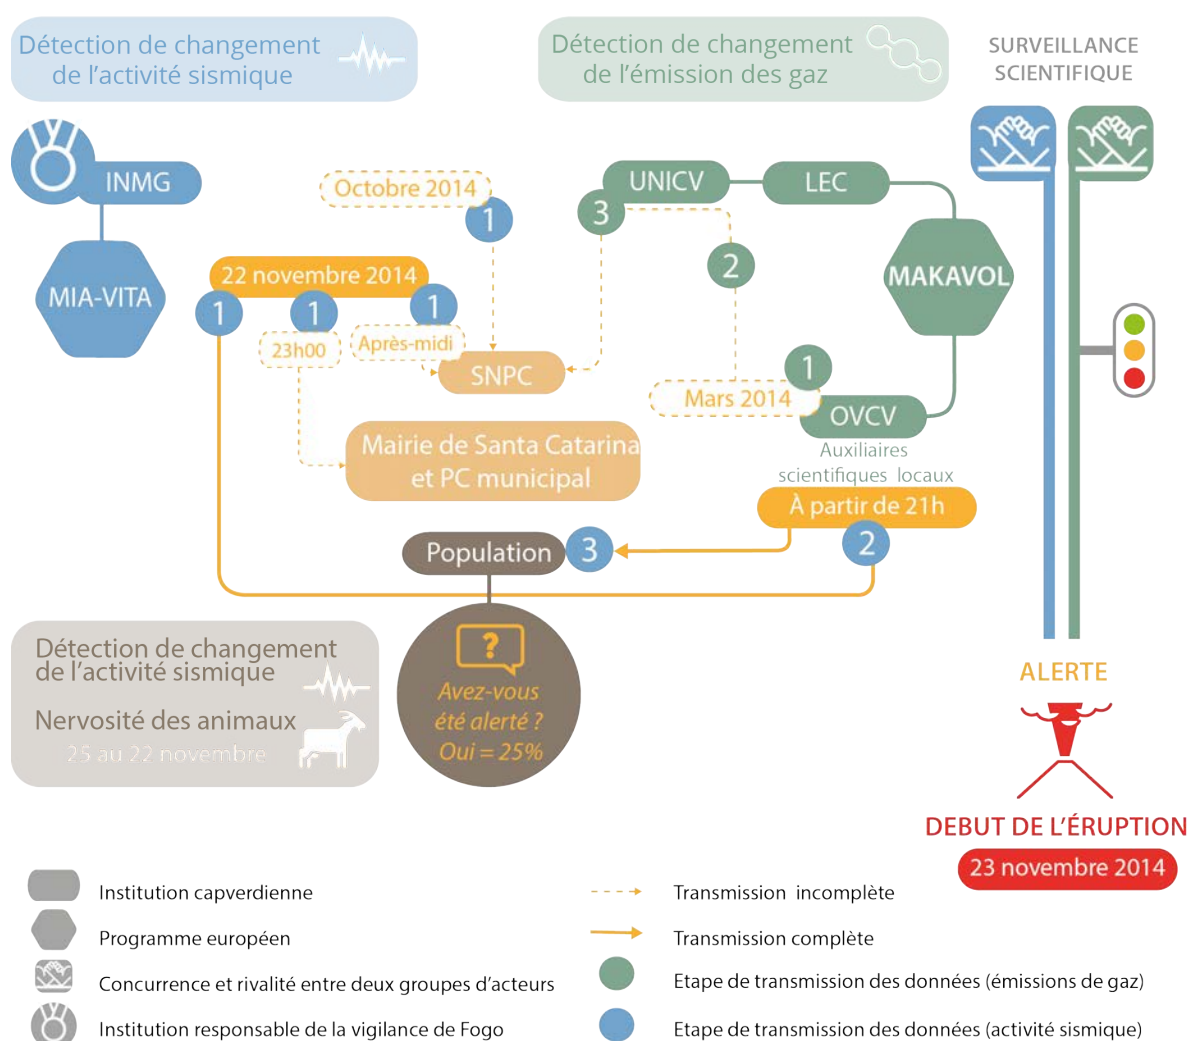 Détection de changement
de l'activité sismique
Détection de changement
de l'émission des gaz
SURVEILLANCE
SCIENTIFIQUE
INMG
MIA-VITA
Octobre 2014
1
22 novembre 2014
1
1
1
23h00
Après-midi
SNPC
Mairie de Santa Catarina
et PC municipal
UNICV
LEC
3
2
MAKAVOL
1
Mars 2014
OVCV
Auxiliaires
scientifiques locaux
À partir de 21h
2
Population
3
?
Avez-vous
été alerté ?
Oui = 25%
Détection de changement
de l'activité sismique
Nervosité des animaux
25 au 22 novembre
ALERTE
DEBUT DE L'ÉRUPTION
23 novembre 2014
Institution capverdienne
Programme européen
Concurrence et rivalité entre deux groupes d'acteurs
Institution responsable de la vigilance de Fogo
Transmission incomplète
Transmission complète
Etape de transmission des données (émissions de gaz)
Etape de transmission des données (activité sismique)